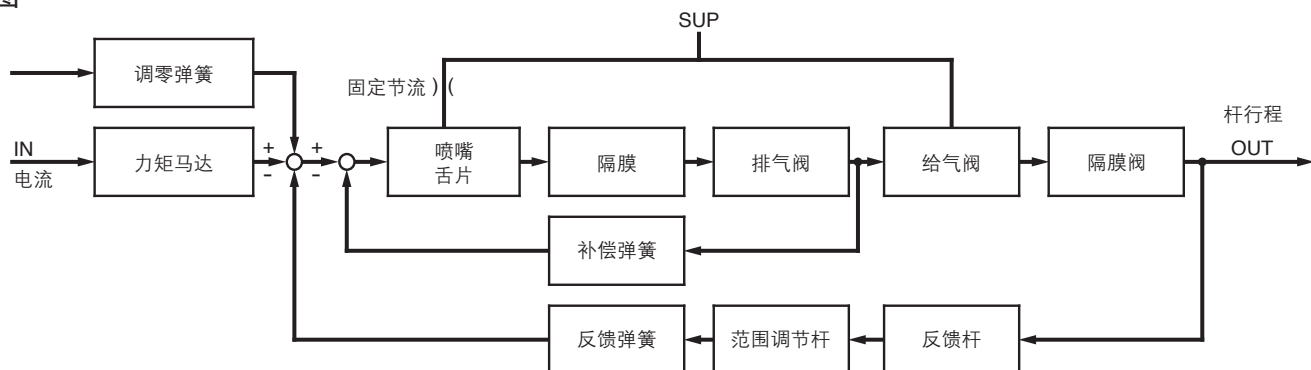 图
SUP
调零弹簧
固定节流 ) (
杆行程
IN
电流
力矩马达
+
-
+
-
喷嘴
舌片
隔膜
排气阀
给气阀
隔膜阀
OUT
补偿弹簧
反馈弹簧
范围调节杆
反馈杆